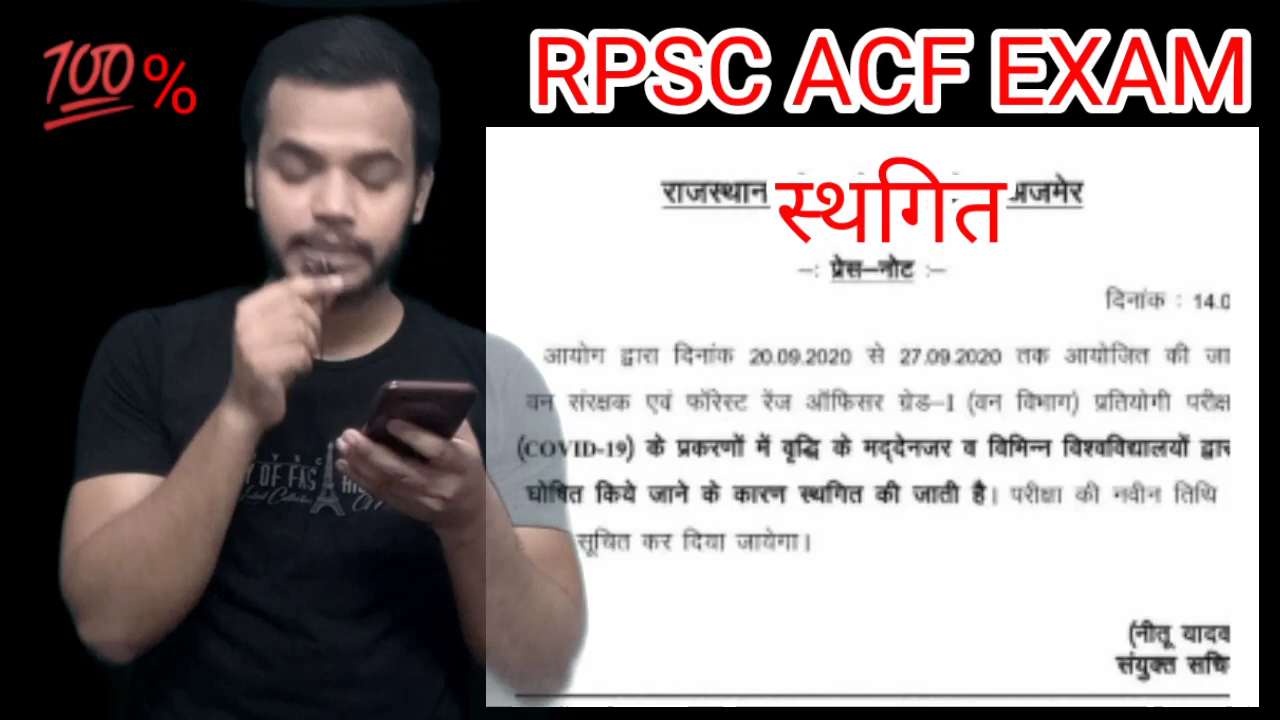 100 %
RPSC ACF EXAM
राजस्थान स्थगित अजमेर
–: प्रेस–नोट :–
दिनांक : 14.0
आयोग द्वारा दिनांक 20.09.2020 से 27.09.2020 तक आयोजित की जा
वन संरक्षक एवं फॉरेस्ट रेंज ऑफिसर ग्रेड–I (वन विभाग) प्रतियोगी परीक्ष
(COVID-19) के प्रकरणों में वृद्धि के मद्देनजर व विभिन्न विश्वविद्यालयों द्वार
घोषित किये जाने के कारण स्थगित की जाती है। परीक्षा की नवीन तिथि
सूचित कर दिया जायेगा।
(नीतू यादव
संयुक्त सचि